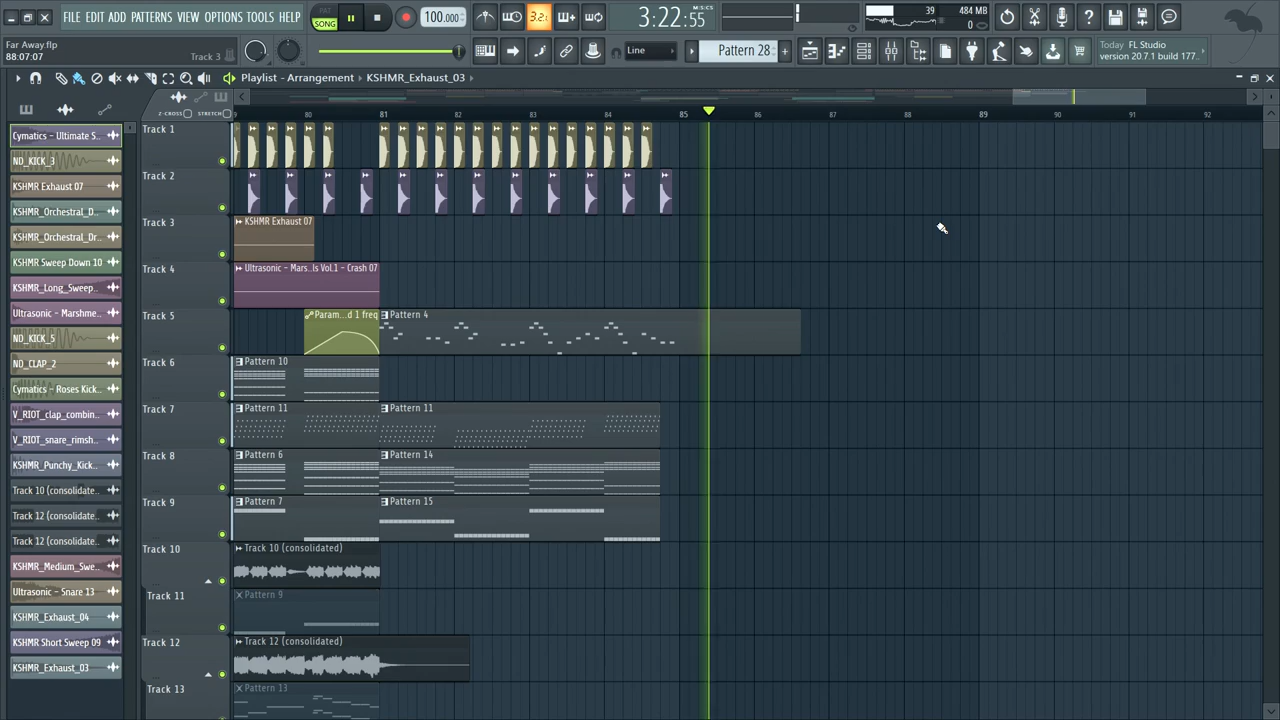 FILE EDIT ADD PATTERNS VIEW OPTIONS TOOLS HELP
PAT
SONG
3.2.
100.000
3:22:55
M:S:CS
39
484 MB
0
Far Away.flp
88:07:07
Track 3
Line
Pattern 28
Today FL Studio
version 20.7.1 build 177..
Playlist - Arrangement › KSHMR_Exhaust_03 ›
Z-CROSS
STRETCH
9
80
81
82
83
84
85
86
87
88
89
90
91
92
Cymatics - Ultimate S..
ND_KICK_3
KSHMR Exhaust 07
KSHMR_Orchestral_D..
KSHMR_Orchestral_Dr..
KSHMR Sweep Down 10
KSHMR_Long_Sweep..
Ultrasonic - Marshme..
ND_KICK_5
ND_CLAP_2
Cymatics - Roses Kick..
V_RIOT_clap_combin..
V_RIOT_snare_rimsh..
KSHMR_Punchy_Kick..
Track 10 (consolidate..
Track 12 (consolidate..
Track 12 (consolidate..
KSHMR_Medium_Swe..
Ultrasonic - Snare 13
KSHMR_Exhaust_04
KSHMR Short Sweep 09
KSHMR_Exhaust_03
Track 1
Track 2
Track 3
KSHMR Exhaust 07
Track 4
Ultrasonic - Mars..ls Vol.1 - Crash 07
Track 5
Param...d 1 freq
Pattern 4
Track 6
Pattern 10
Track 7
Pattern 11
Pattern 11
Track 8
Pattern 6
Pattern 14
Track 9
Pattern 7
Pattern 15
Track 10
Track 10 (consolidated)
Track 11
Pattern 9
Track 12
Track 12 (consolidated)
Track 13
Pattern 13